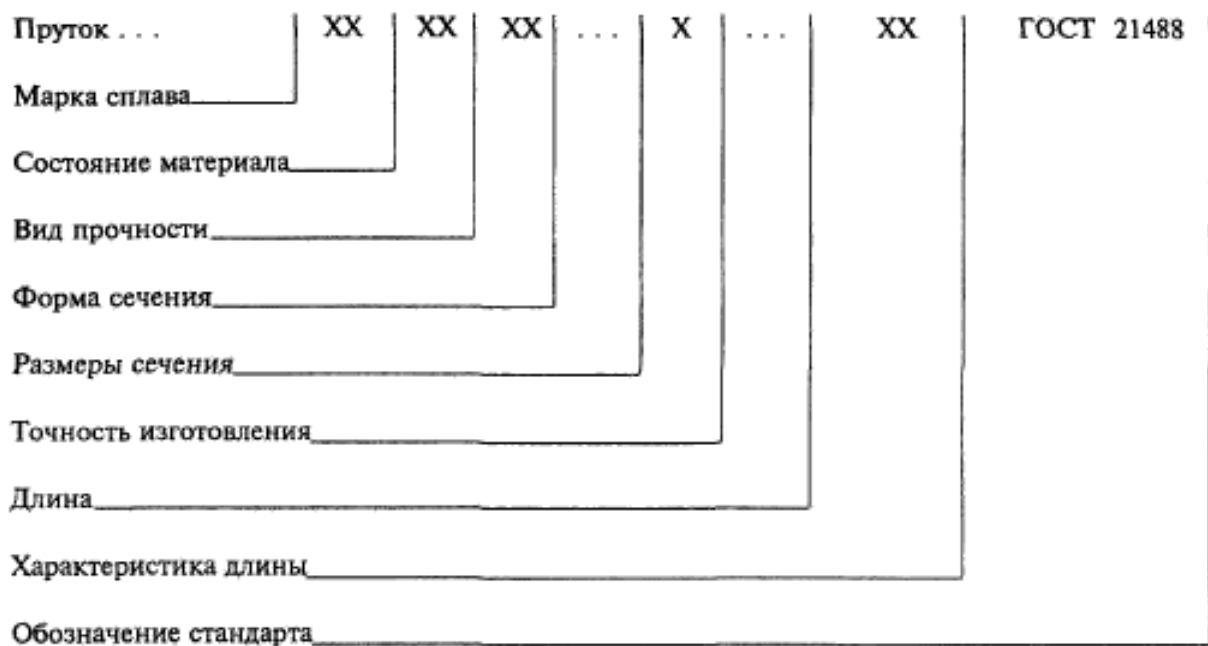 Пруток . . . XX XX XX . . . X . . . XX ГОСТ 21488
Марка сплава
Состояние материала
Вид прочности
Форма сечения
Размеры сечения
Точность изготовления
Длина
Характеристика длины
Обозначение стандарта